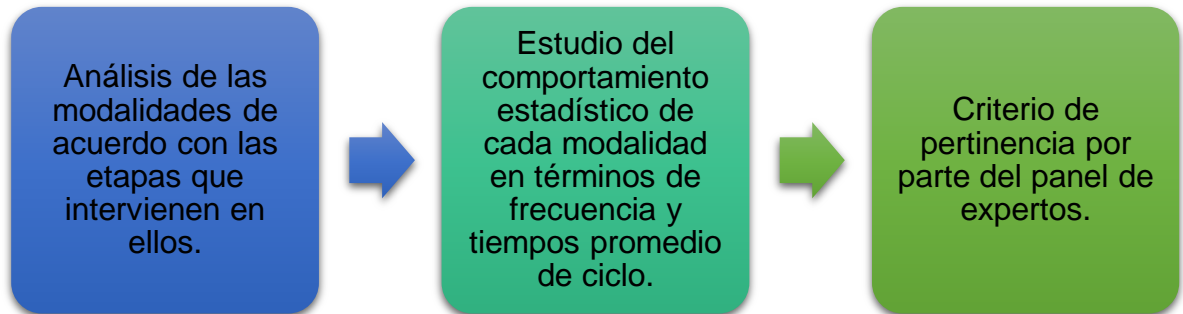 Análisis de las
modalidades de
acuerdo con las
etapas que
intervienen en
ellos.
Estudio del
comportamiento
estadístico de
cada modalidad
en términos de
frecuencia y
tiempos promedio
de ciclo.
Criterio de
pertinencia por
parte del panel de
expertos.